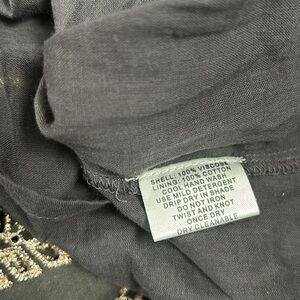 SHELL: 100% VISCOSE
LINING: 100% COTTON
COOL HAND WASH
USE MILD DETERGENT
DRIP DRY IN SHADE
DO NOT IRON
TWIST AND KNOT
ONCE DRY
DRY CLEANABLE